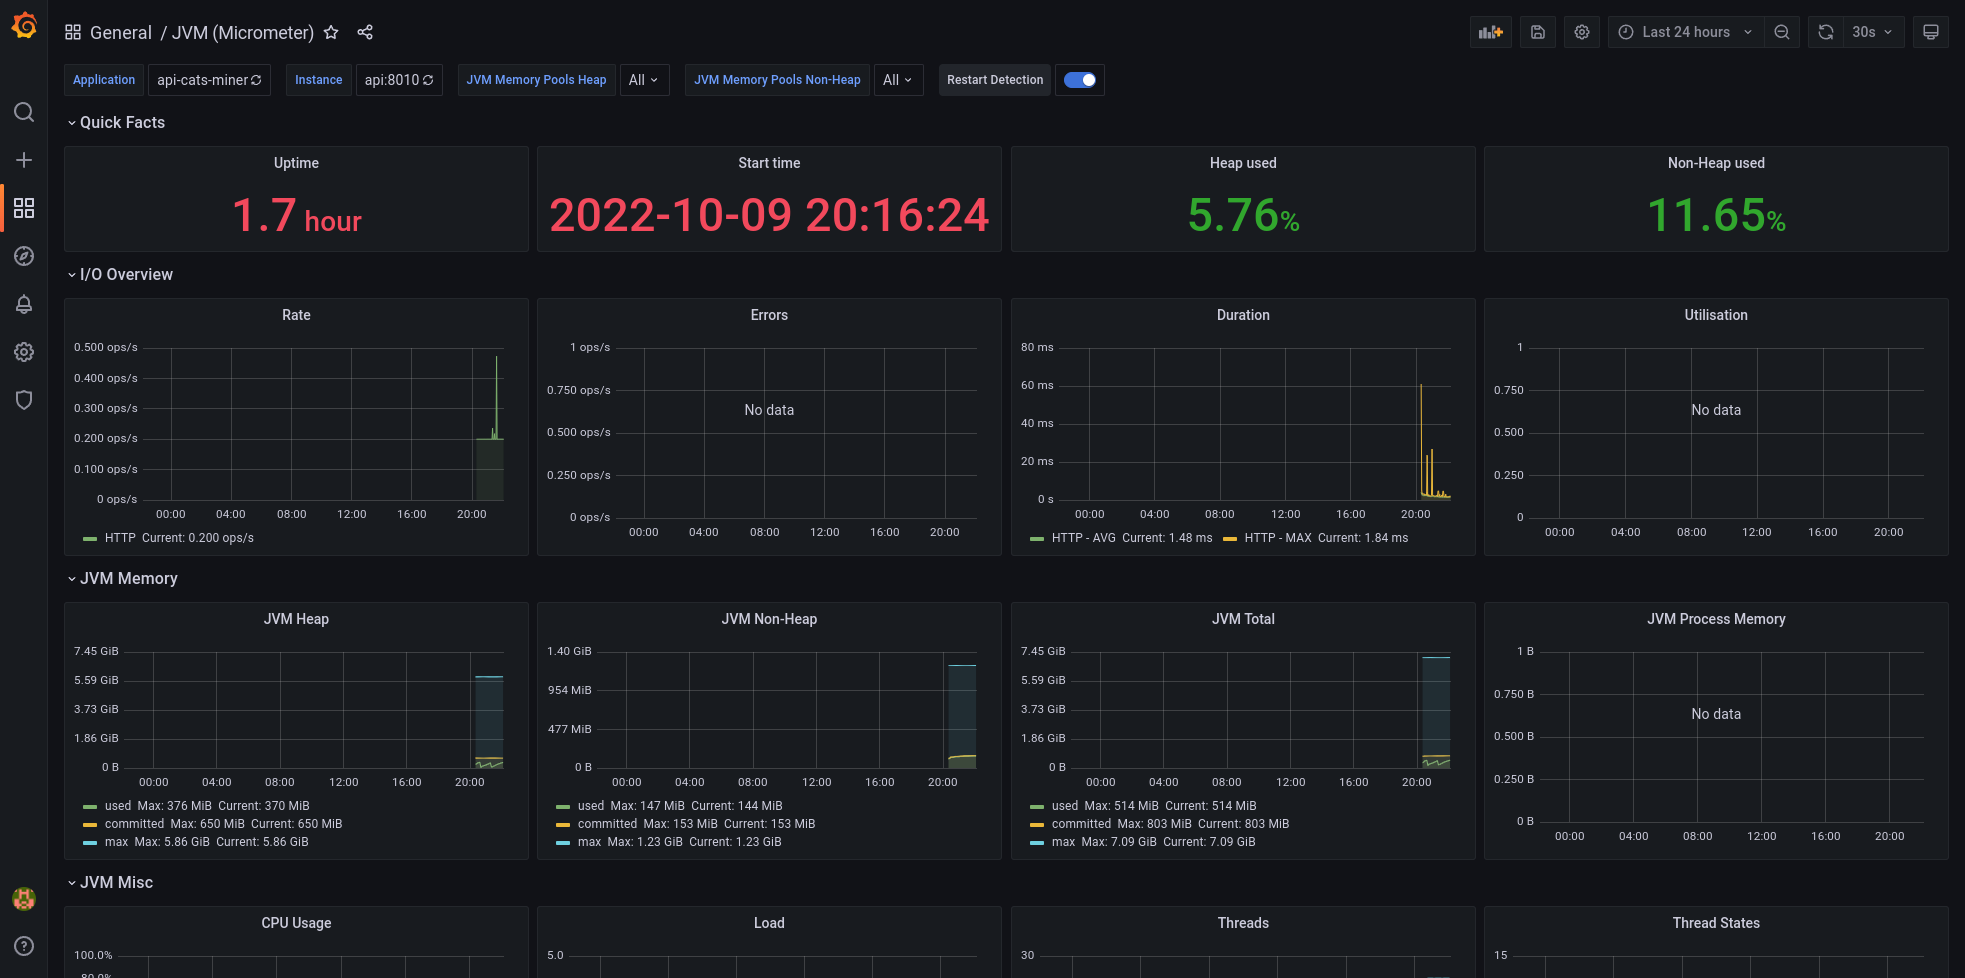 General / JVM (Micrometer)
Last 24 hours
30s
Application api-cats-miner Instance api:8010 JVM Memory Pools Heap All JVM Memory Pools Non-Heap All Restart Detection
Quick Facts
Uptime
1.7 hour
Start time
2022-10-09 20:16:24
Heap used
5.76%
Non-Heap used
11.65%
I/O Overview
Rate
0.500 ops/s
0.400 ops/s
0.300 ops/s
0.200 ops/s
0.100 ops/s
0 ops/s
00:00 04:00 08:00 12:00 16:00 20:00
HTTP Current: 0.200 ops/s
Errors
1 ops/s
0.750 ops/s
No data
0.500 ops/s
0.250 ops/s
0 ops/s
00:00 04:00 08:00 12:00 16:00 20:00
Duration
80 ms
60 ms
40 ms
20 ms
0 s
00:00 04:00 08:00 12:00 16:00 20:00
HTTP - AVG Current: 1.48 ms HTTP - MAX Current: 1.84 ms
Utilisation
1
0.750
No data
0.500
0.250
0
00:00 04:00 08:00 12:00 16:00 20:00
JVM Memory
JVM Heap
7.45 GiB
5.59 GiB
3.73 GiB
1.86 GiB
0 B
00:00 04:00 08:00 12:00 16:00 20:00
used Max: 376 MiB Current: 370 MiB
committed Max: 650 MiB Current: 650 MiB
max Max: 5.86 GiB Current: 5.86 GiB
JVM Non-Heap
1.40 GiB
954 MiB
477 MiB
0 B
00:00 04:00 08:00 12:00 16:00 20:00
used Max: 147 MiB Current: 144 MiB
committed Max: 153 MiB Current: 153 MiB
max Max: 1.23 GiB Current: 1.23 GiB
JVM Total
7.45 GiB
5.59 GiB
3.73 GiB
1.86 GiB
0 B
00:00 04:00 08:00 12:00 16:00 20:00
used Max: 514 MiB Current: 514 MiB
committed Max: 803 MiB Current: 803 MiB
max Max: 7.09 GiB Current: 7.09 GiB
JVM Process Memory
1 B
0.750 B
No data
0.500 B
0.250 B
0 B
00:00 04:00 08:00 12:00 16:00 20:00
JVM Misc
CPU Usage
100.0%
80.0%
Load
5.0
Threads
30
Thread States
15